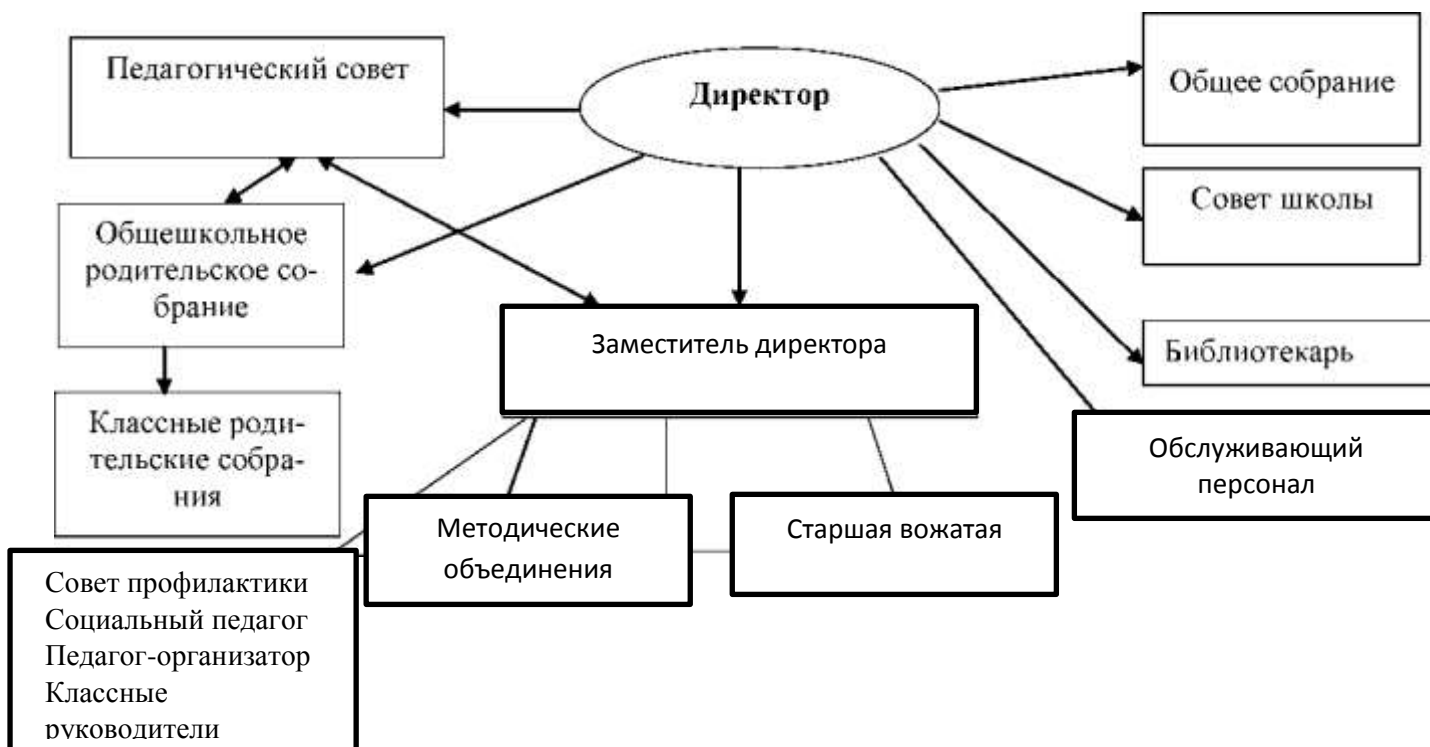 Педагогический совет
Директор
Общее собрание
Совет школы
Общешкольное
родительское со-
брание
Заместитель директора
Библиотекарь
Классные роди-
тельские собра-
ния
Обслуживающий
персонал
Методические
объединения
Старшая вожатая
Совет профилактики
Социальный педагог
Педагог-организатор
Классные
руководители